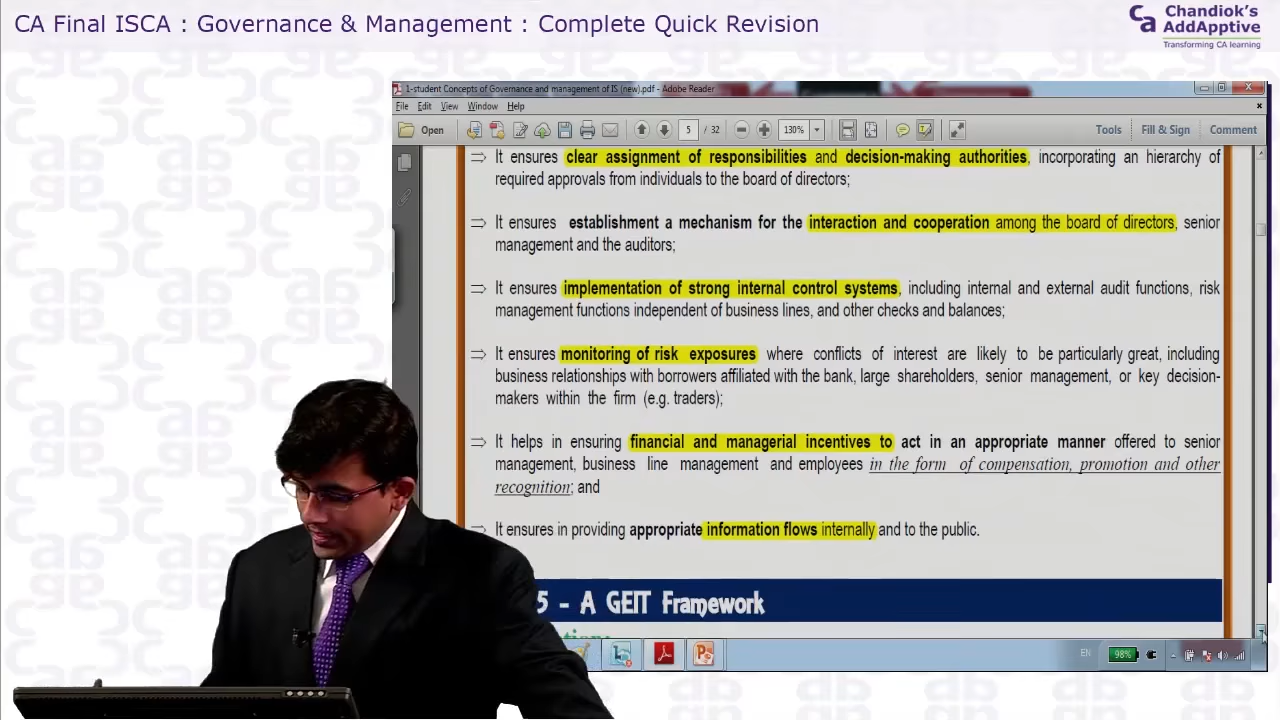 CA Final ISCA : Governance & Management : Complete Quick Revision
Ca
Chandiok's
AddApptive
Transforming CA learning
1-student Concepts of Governance and management of IS (new).pdf - Adobe Reader
File Edit View Window Help
Open 5 / 32 130% Tools Fill & Sign Comment
⇒ It ensures clear assignment of responsibilities and decision-making authorities, incorporating an hierarchy of
required approvals from individuals to the board of directors;
⇒ It ensures establishment a mechanism for the interaction and cooperation among the board of directors, senior
management and the auditors;
⇒ It ensures implementation of strong internal control systems, including internal and external audit functions, risk
management functions independent of business lines, and other checks and balances;
⇒ It ensures monitoring of risk exposures where conflicts of interest are likely to be particularly great, including
business relationships with borrowers affiliated with the bank, large shareholders, senior management, or key decision-
makers within the firm (e.g. traders);
⇒ It helps in ensuring financial and managerial incentives to act in an appropriate manner offered to senior
management, business line management and employees in the form of compensation, promotion and other
recognition; and
⇒ It ensures in providing appropriate information flows internally and to the public.
5 - A GEIT Framework
EN 98%